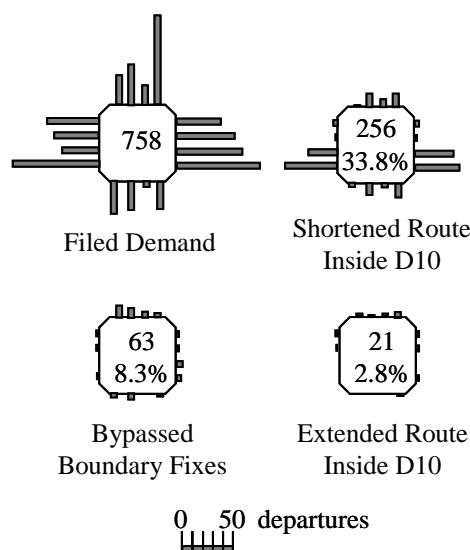 758
Filed Demand
256
33.8%
Shortened Route
Inside D10
63
8.3%
Bypassed
Boundary Fixes
21
2.8%
Extended Route
Inside D10
0 50 departures